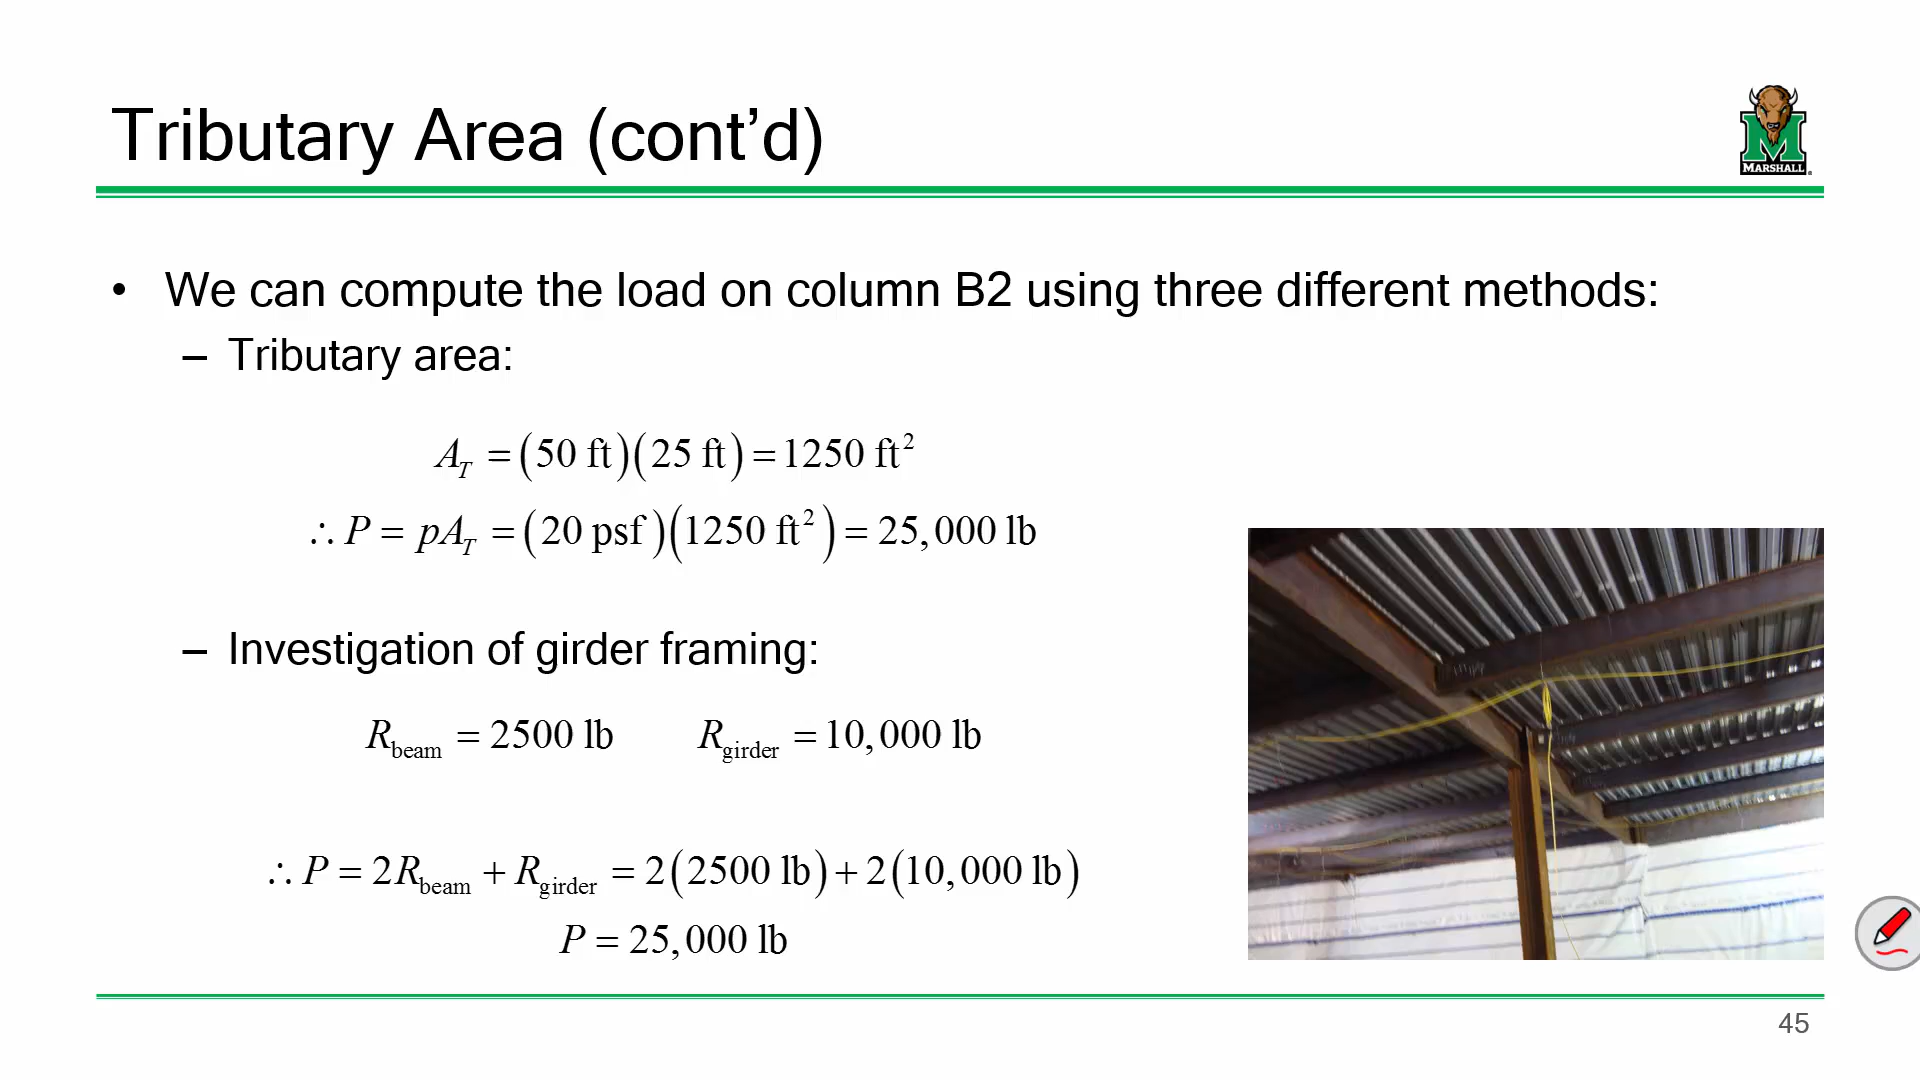 Tributary Area (cont’d)
MARSHALL
• We can compute the load on column B2 using three different methods:
– Tributary area:
A_T = (50 ft)(25 ft) = 1250 ft²
∴ P = pA_T = (20 psf)(1250 ft²) = 25,000 lb
– Investigation of girder framing:
R_beam = 2500 lb R_girder = 10,000 lb
∴ P = 2R_beam + R_girder = 2(2500 lb) + 2(10,000 lb)
P = 25,000 lb
45